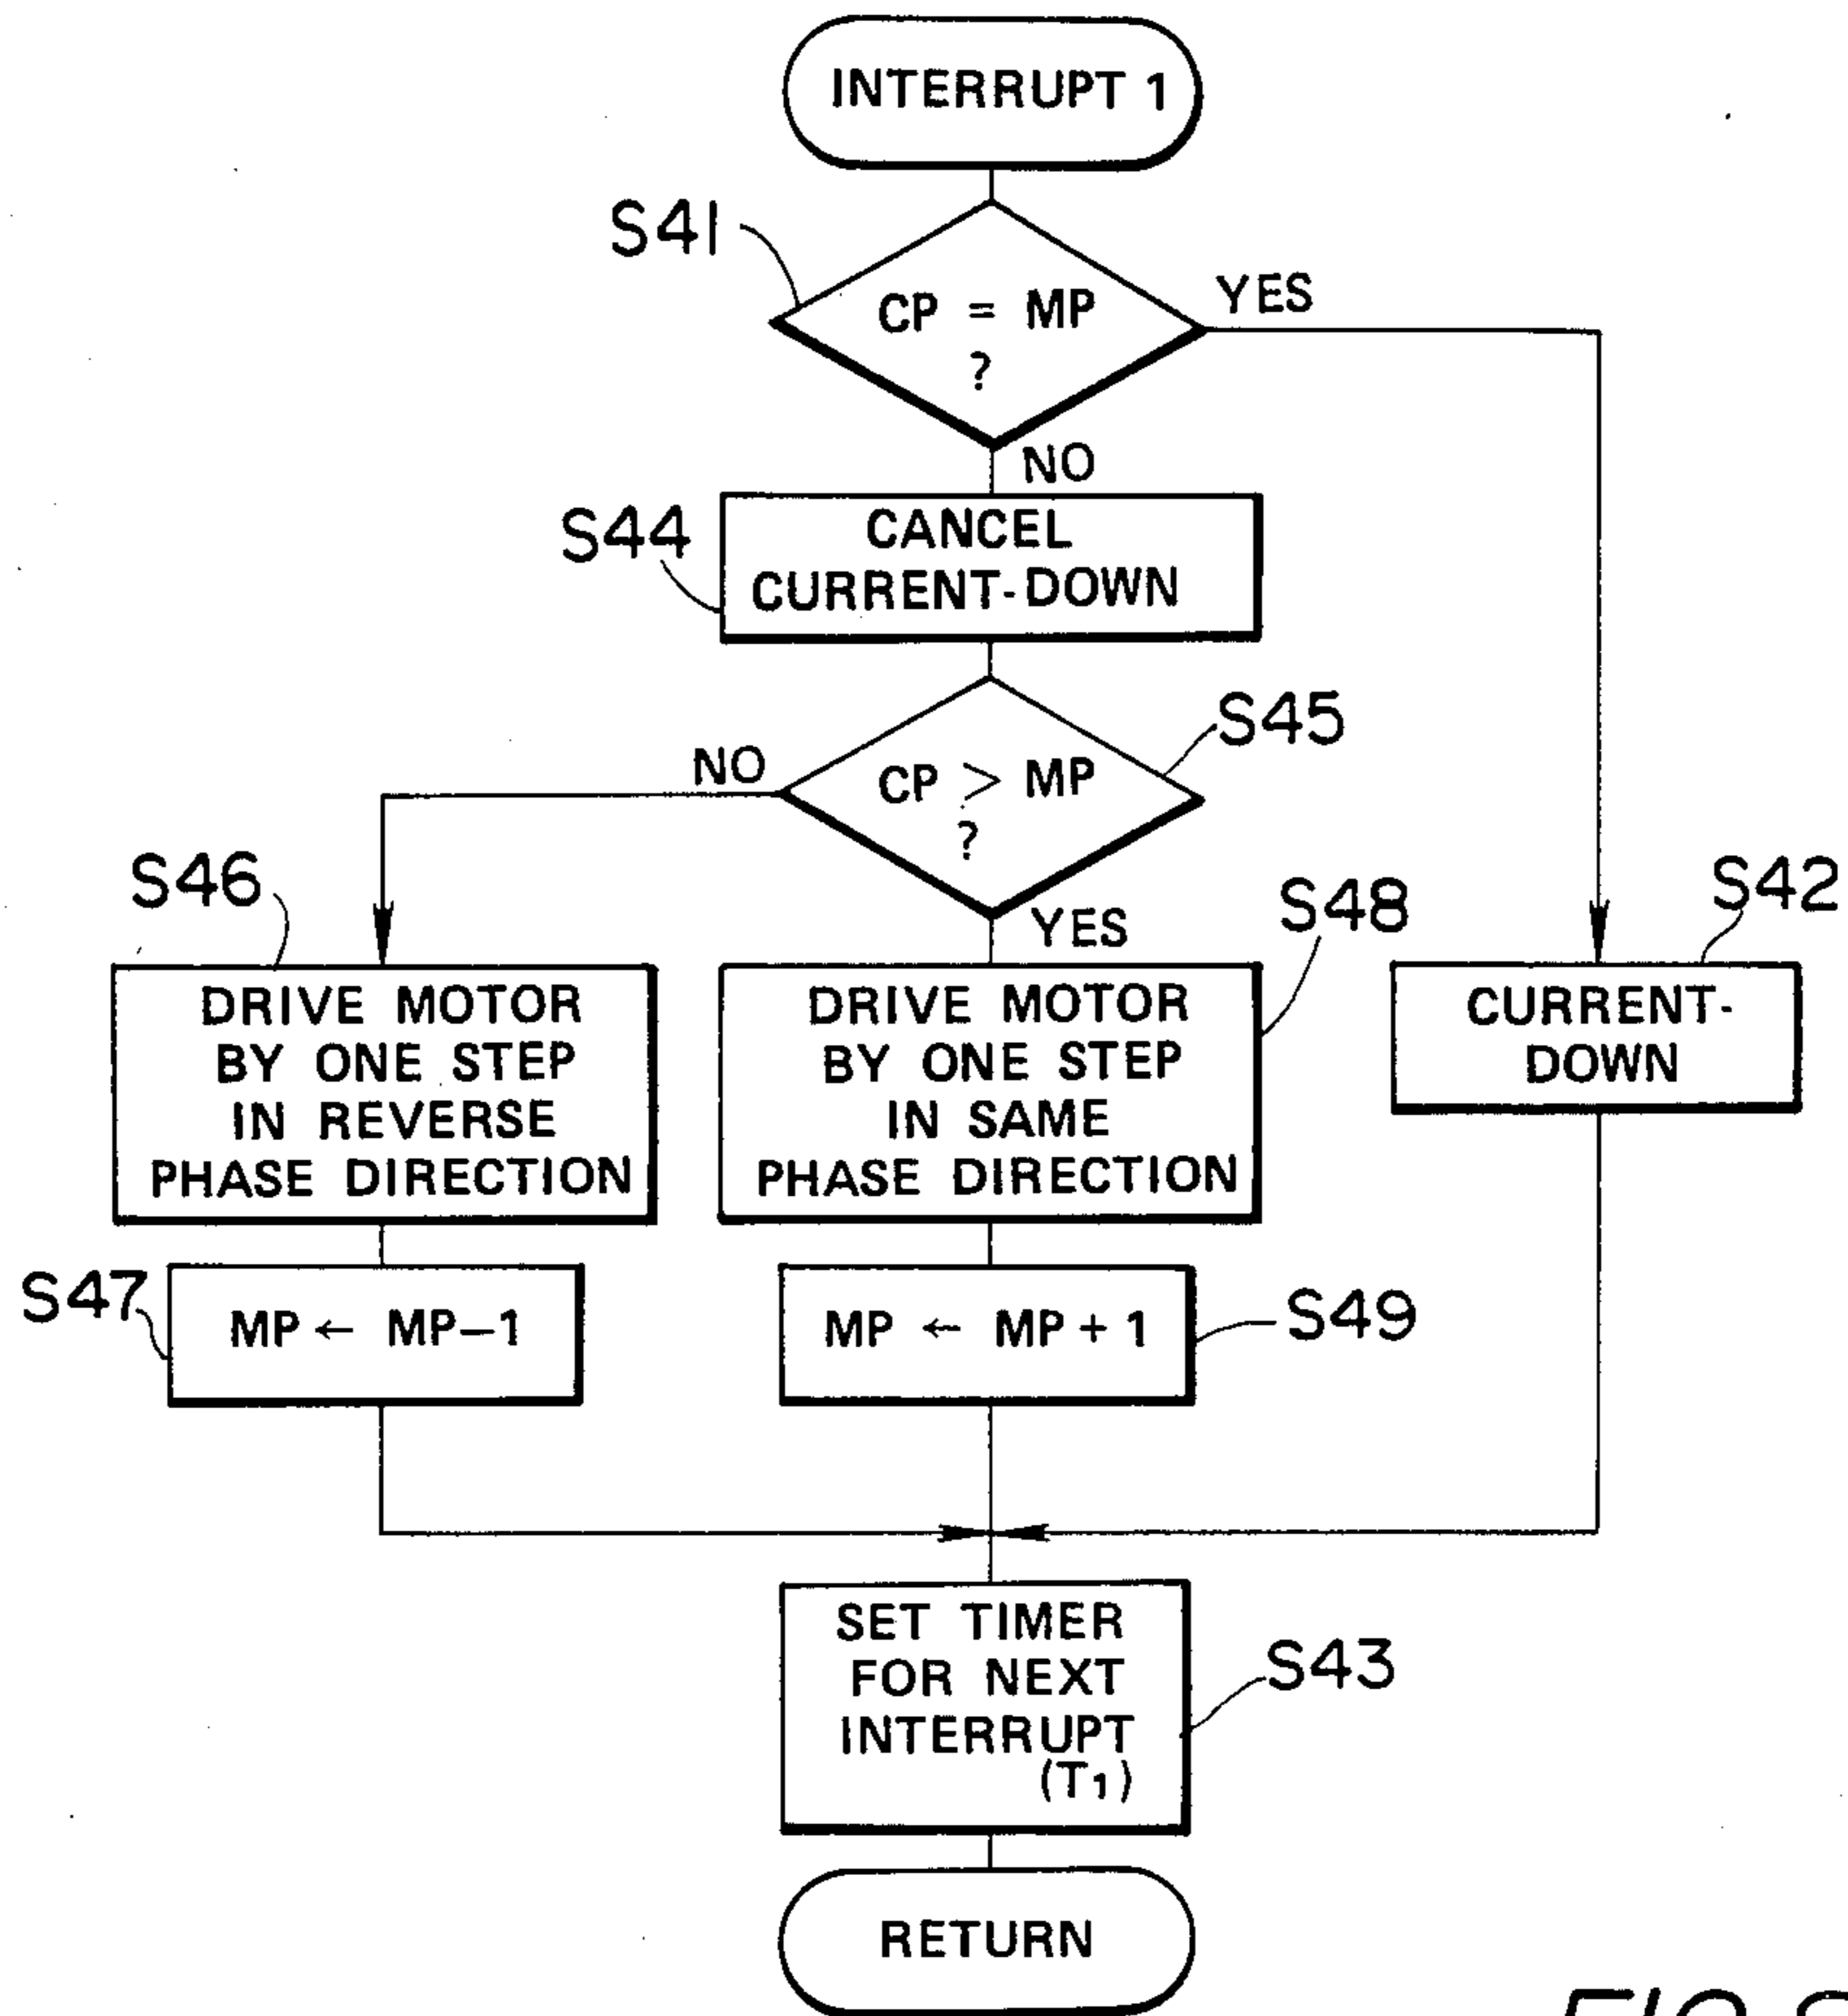 INTERRUPT 1
S41
CP = MP
?
YES
NO
S44
CANCEL
CURRENT-DOWN
S45
CP > MP
?
NO
YES
S46
DRIVE MOTOR
BY ONE STEP
IN REVERSE
PHASE DIRECTION
S48
DRIVE MOTOR
BY ONE STEP
IN SAME
PHASE DIRECTION
S42
CURRENT-
DOWN
S47
MP ← MP-1
S49
MP ← MP + 1
SET TIMER
FOR NEXT
INTERRUPT
(T1)
S43
RETURN